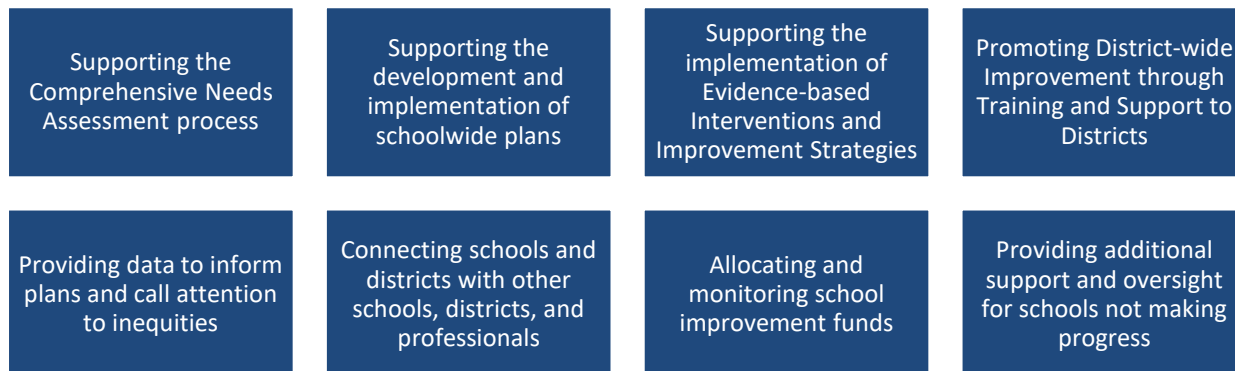 Supporting the
Comprehensive Needs
Assessment process
Supporting the
development and
implementation of
schoolwide plans
Supporting the
implementation of
Evidence-based
Interventions and
Improvement Strategies
Promoting District-wide
Improvement through
Training and Support to
Districts
Providing data to inform
plans and call attention
to inequities
Connecting schools and
districts with other
schools, districts, and
professionals
Allocating and
monitoring school
improvement funds
Providing additional
support and oversight
for schools not making
progress